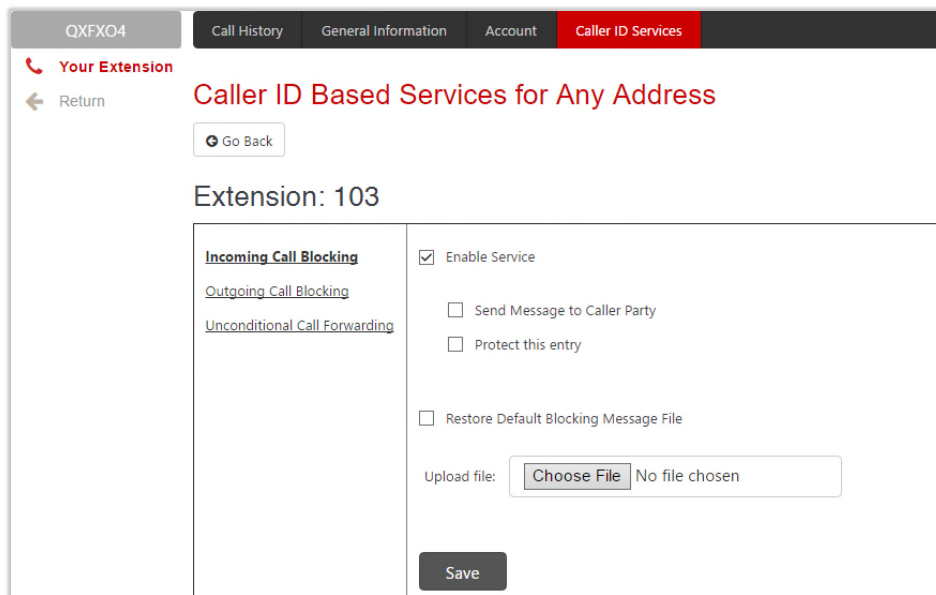 QXFXO4
Call History General Information Account Caller ID Services
Your Extension
Return
Caller ID Based Services for Any Address
Go Back
Extension: 103
Incoming Call Blocking
Outgoing Call Blocking
Unconditional Call Forwarding
Enable Service
Send Message to Caller Party
Protect this entry
Restore Default Blocking Message File
Upload file: Choose File No file chosen
Save